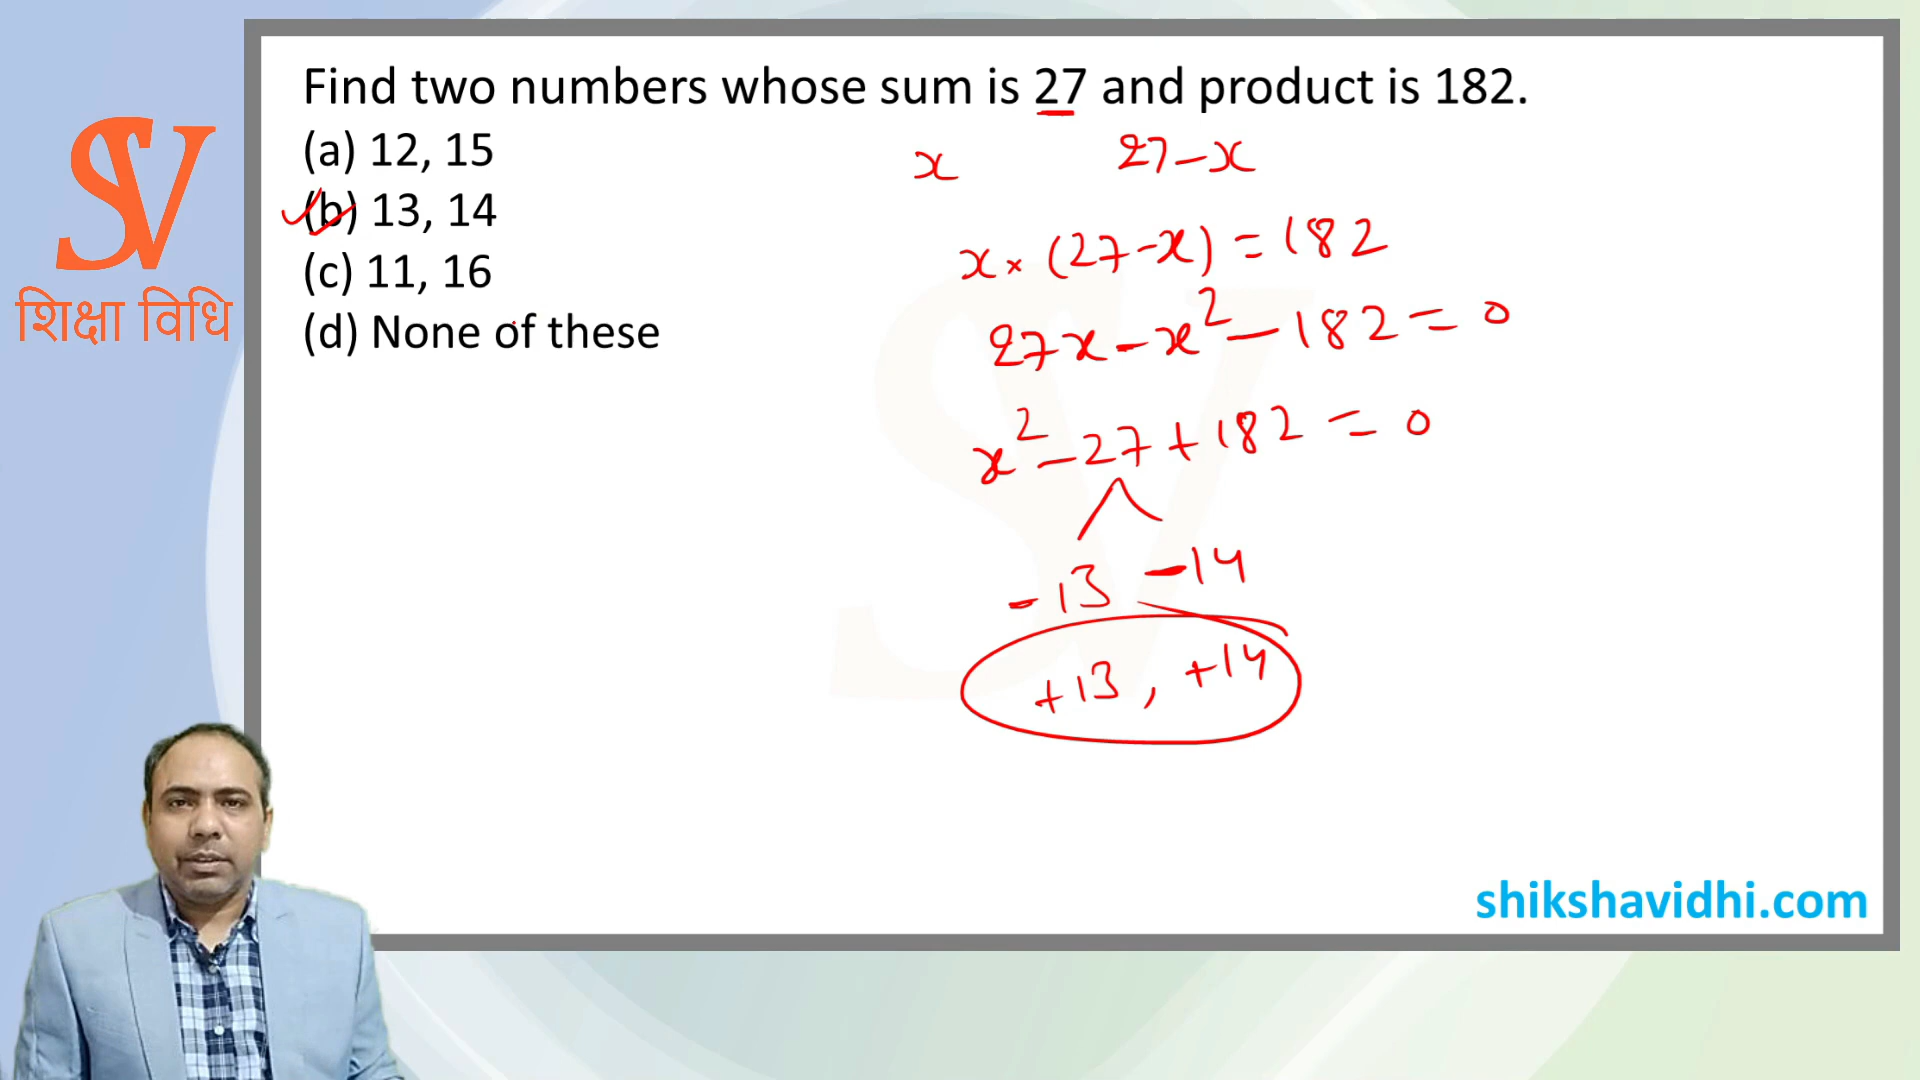 Find two numbers whose sum is 27 and product is 182.
(a) 12, 15
(b) 13, 14
(c) 11, 16
(d) None of these
x 27-x
x × (27-x) = 182
27x - x² - 182 = 0
x² - 27 + 182 = 0
-13 -14
+13, +14
SV
शिक्षा विधि
shikshavidhi.com